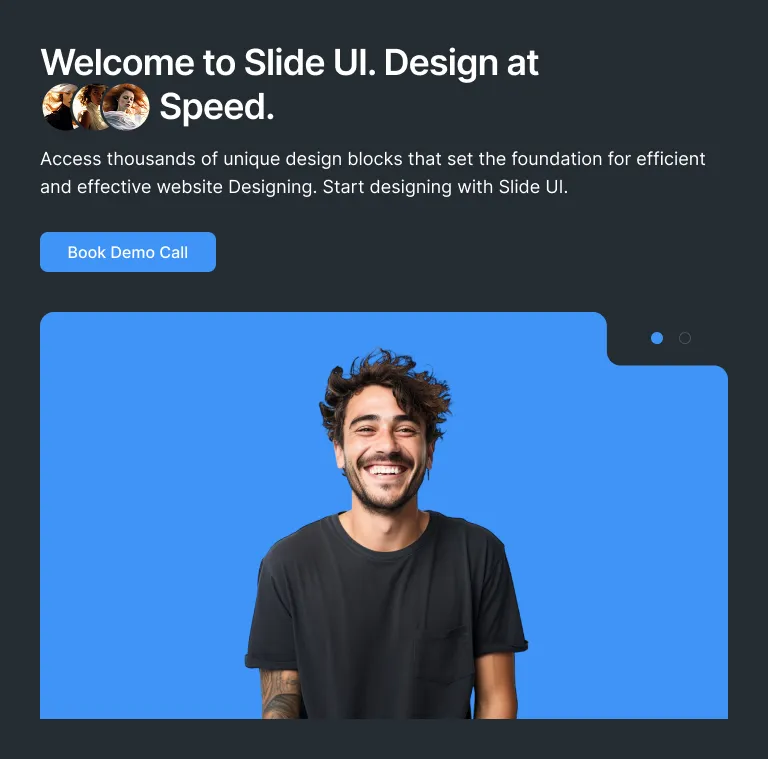 Welcome to Slide UI. Design at
Speed.
Access thousands of unique design blocks that set the foundation for efficient
and effective website Designing. Start designing with Slide UI.
Book Demo Call